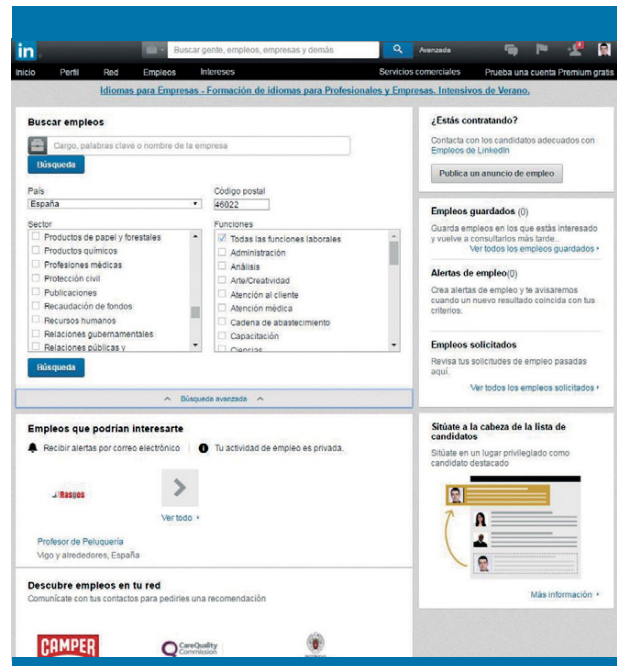 in
Buscar gente, empleos, empresas y demás
Avanzada
Inicio Perfil Red Empleos Intereses
Servicios comerciales Prueba una cuenta Premium gratis
Idiomas para Empresas - Formación de idiomas para Profesionales y Empresas. Intensivos de Verano.
Buscar empleos
Cargo, palabras clave o nombre de la empresa
Búsqueda
País
España
Código postal
46022
Sector
Productos de papel y forestales
Productos químicos
Profesiones médicas
Protección civil
Publicaciones
Recaudación de fondos
Recursos humanos
Relaciones gubernamentales
Relaciones públicas y
Funciones
Todas las funciones laborales
Administración
Análisis
Arte/Creatividad
Atención al cliente
Atención médica
Cadena de abastecimiento
Capacitación
Ciencias
Búsqueda
Búsqueda avanzada
Empleos que podrían interesarte
Recibir alertas por correo electrónico
Tu actividad de empleo es privada.
Rasgos
Ver todo
Profesor de Peluquería
Vigo y alrededores, España
Descubre empleos en tu red
Comunícate con tus contactos para pedirles una recomendación
CAMPER
CareQuality
Commission
¿Estás contratando?
Contacta con los candidatos adecuados con
Empleos de LinkedIn
Publica un anuncio de empleo
Empleos guardados (0)
Guarda empleos en los que estás interesado
y vuelve a consultarlos más tarde..
Ver todos los empleos guardados
Alertas de empleo(0)
Crea alertas de empleo y te avisaremos
cuando un nuevo resultado coincida con tus
criterios.
Empleos solicitados
Revisa tus solicitudes de empleo pasadas
aquí.
Ver todos los empleos solicitados
Sitúate a la cabeza de la lista de
candidatos
Sitúate en un lugar privilegiado como
candidato destacado
Más información